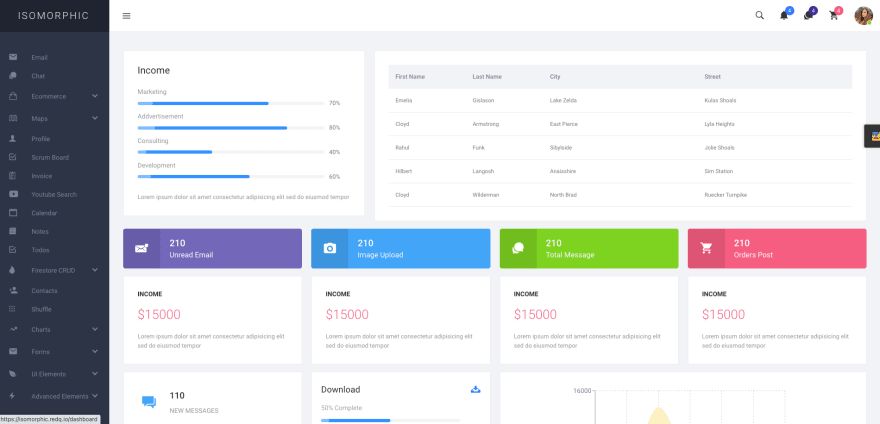 ISOMORPHIC
4
4
4
Email
Chat
Ecommerce
Maps
Profile
Scrum Board
Invoice
Youtube Search
Calendar
Notes
Todos
Firestore CRUD
Contacts
Shuffle
Charts
Forms
UI Elements
Advanced Elements
https://isomorphic.redq.io/dashboard
Income
Marketing
70%
Addvertisement
80%
Consulting
40%
Development
60%
Lorem ipsum dolor sit amet consectetur adipisicing elit sed do eiusmod tempor
First Name Last Name City Street
Emelia Gislason Lake Zelda Kulas Shoals
Cloyd Armstrong East Pierce Lyla Heights
Rahul Funk Sibylside Jolie Shoals
Hilbert Langosh Anaisshire Sim Station
Cloyd Wilderman North Brad Ruecker Turnpike
210
Unread Email
210
Image Upload
210
Total Message
210
Orders Post
INCOME
$15000
Lorem ipsum dolor sit amet consectetur adipisicing elit
sed do eiusmod tempor
INCOME
$15000
Lorem ipsum dolor sit amet consectetur adipisicing elit
sed do eiusmod tempor
INCOME
$15000
Lorem ipsum dolor sit amet consectetur adipisicing elit
sed do eiusmod tempor
INCOME
$15000
Lorem ipsum dolor sit amet consectetur adipisicing elit
sed do eiusmod tempor
110
NEW MESSAGES
Download
50% Complete
16000